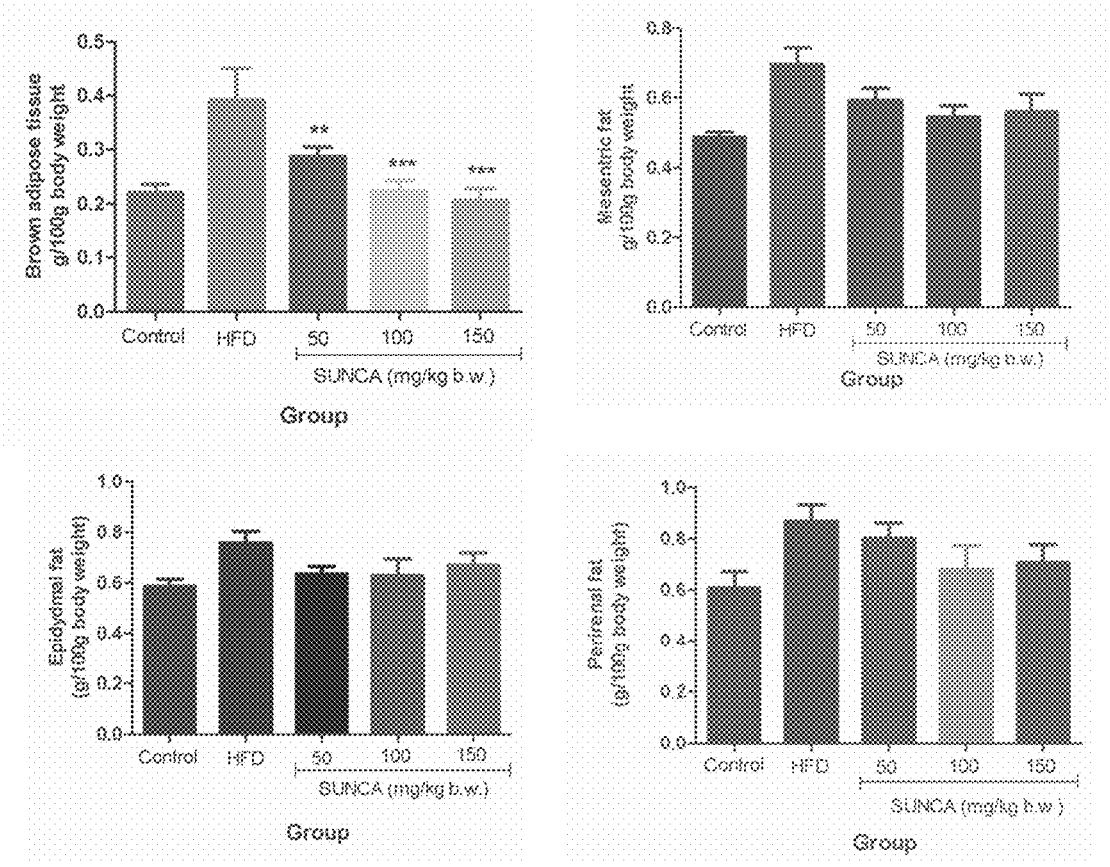 Brown adipose tissue
g/100g body weight
0.5
0.4
0.3
0.2
0.1
0.0
**
***
***
Control HFD 50 100 150
SUNCA (mg/kg b.w.)
Group
Mesentric fat
g/100g body weight
0.8
0.6
0.4
0.2
0.0
Control HFD 50 100 150
SUNCA (mg/kg b.w.)
Group
Epidydmal fat
(g/100g body weight)
1.0
0.8
0.6
0.4
0.2
0.0
Control HFD 50 100 150
SUNCA (mg/kg b.w.)
Group
Perirenal fat
(g/100g body weight)
1.0
0.8
0.6
0.4
0.2
0.0
Control HFD 50 100 150
SUNCA (mg/kg b.w.)
Group